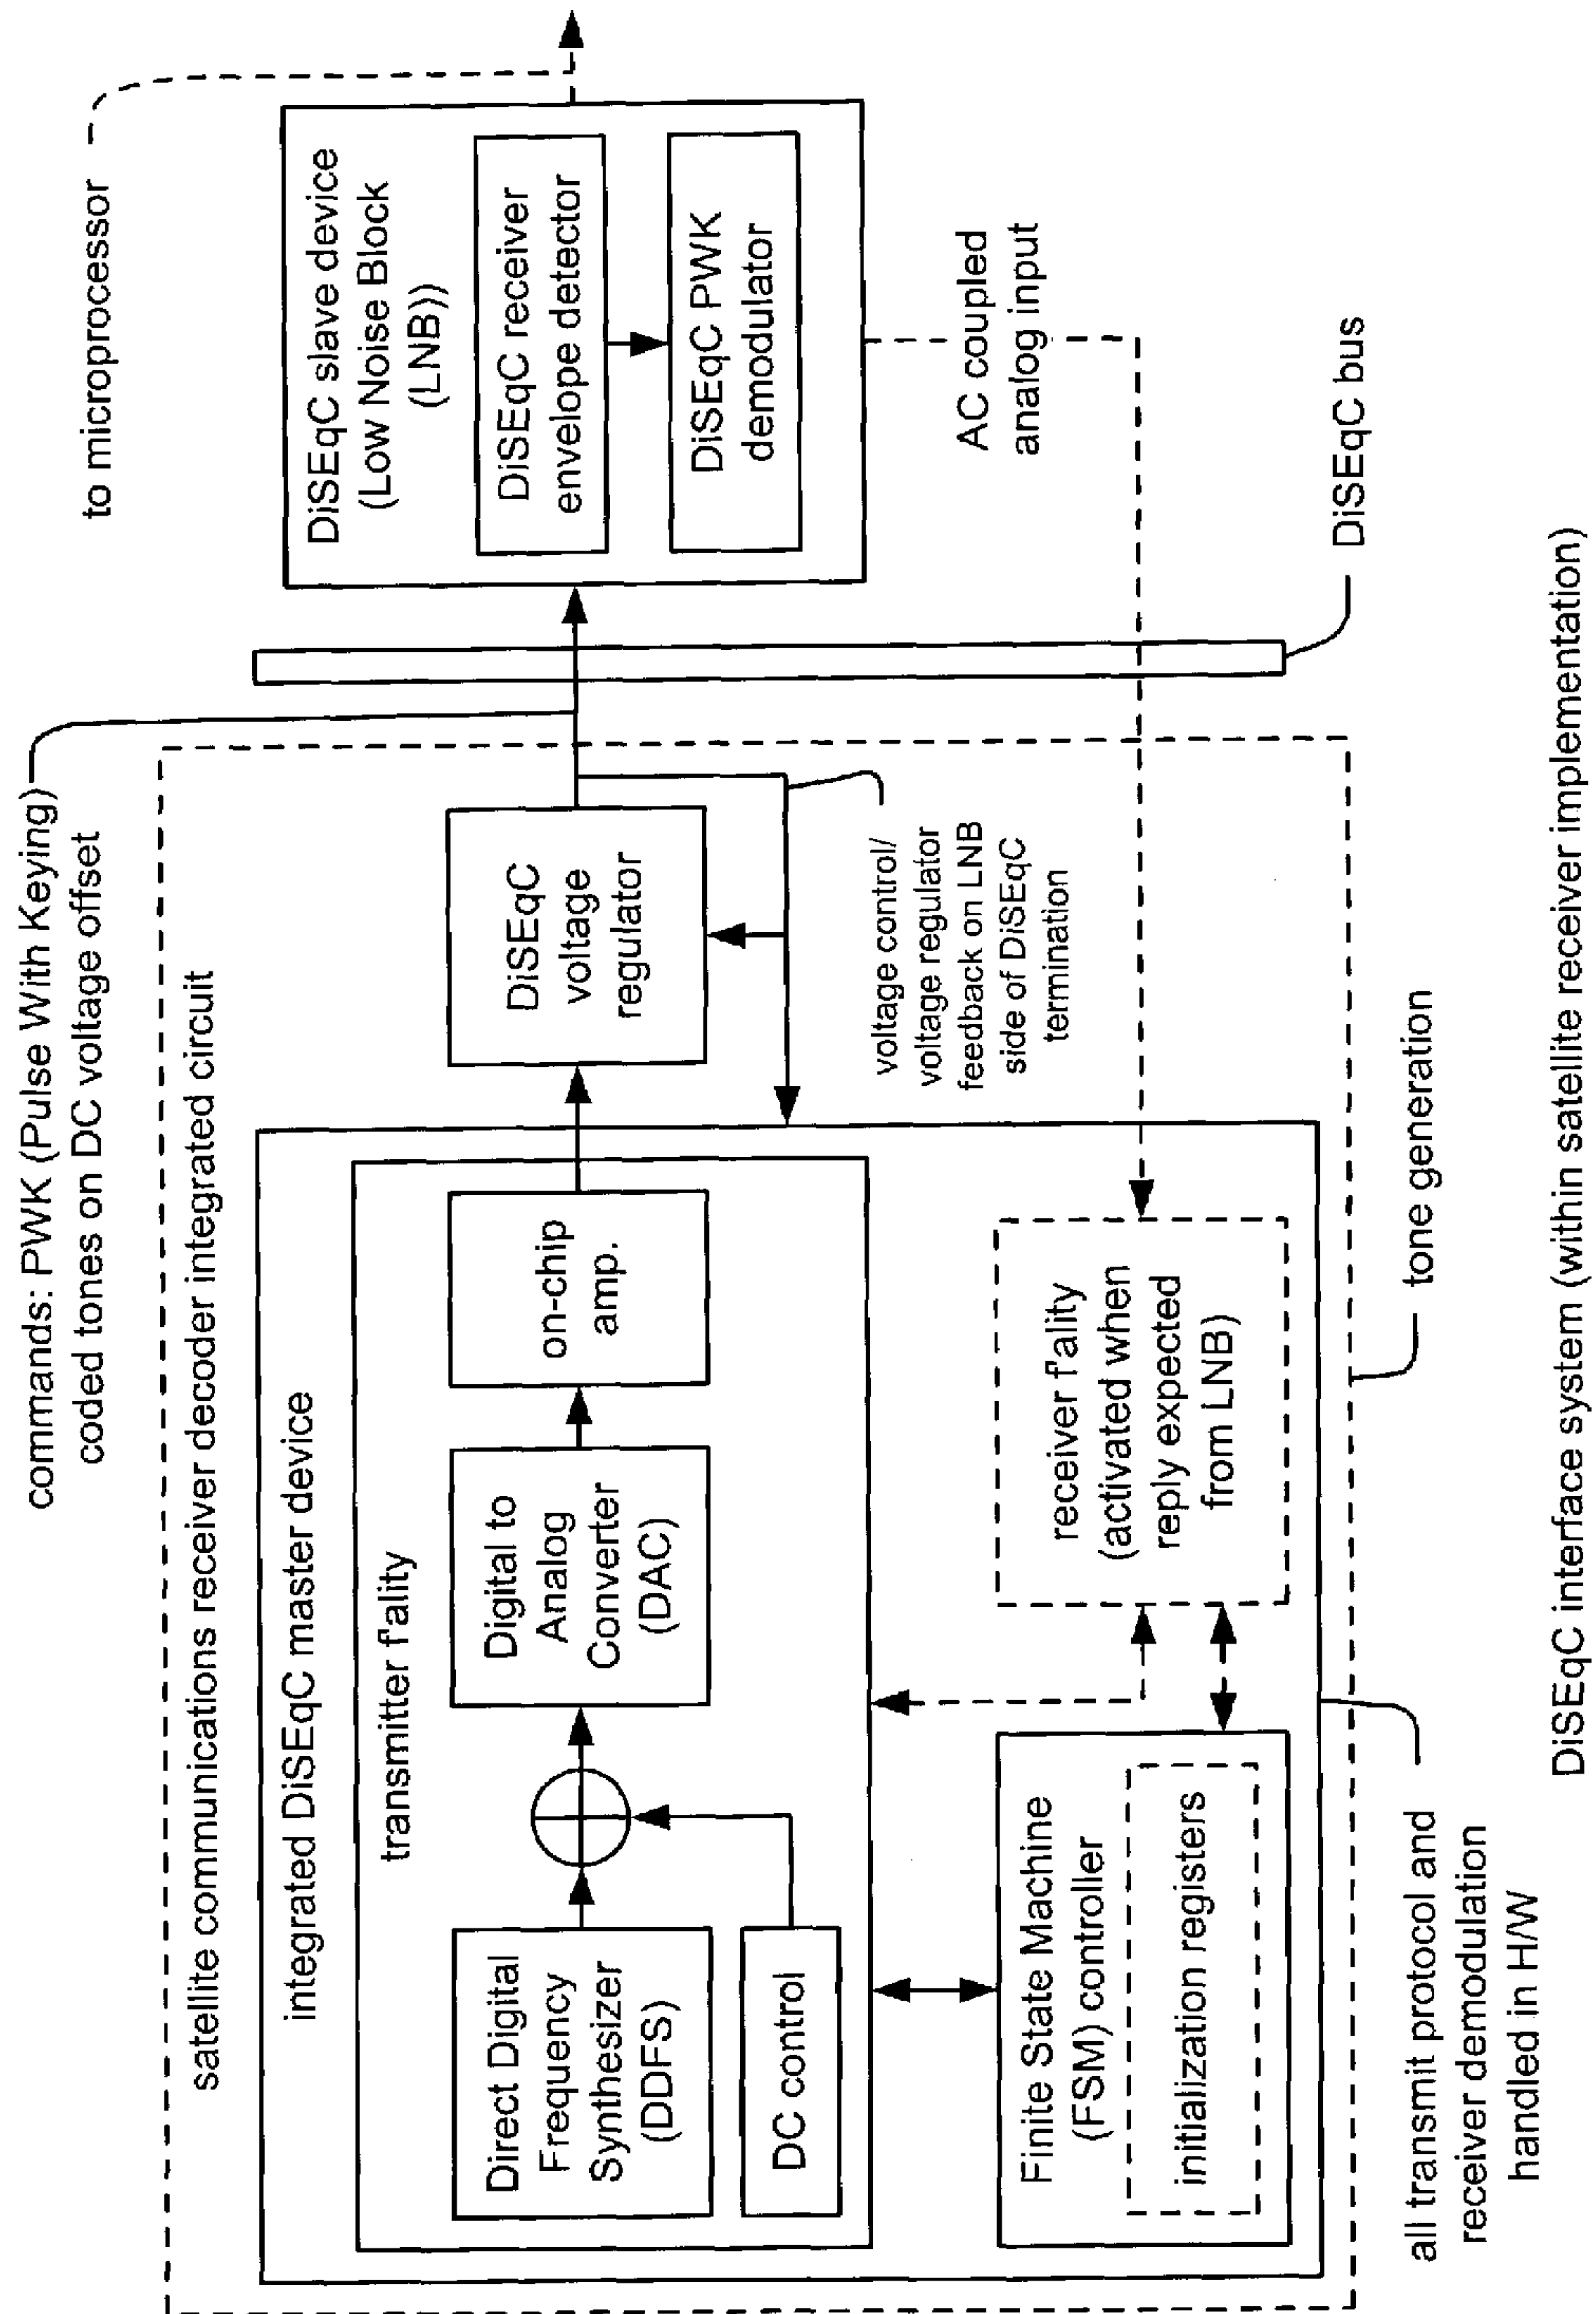 commands: PWK (Pulse With Keying)
coded tones on DC voltage offset
to microprocessor
satellite communications receiver decoder integrated circuit
integrated DiSEqC master device
transmitter f'ality
Direct Digital
Frequency
Synthesizer
(DDFS)
DC control
Digital to
Analog
Converter
(DAC)
on-chip
amp.
DiSEqC
voltage
regulator
DiSEqC slave device
(Low Noise Block
(LNB))
DiSEqC receiver
envelope detector
DiSEqC PWK
demodulator
voltage control/
voltage regulator
feedback on LNB
side of DiSEqC
termination
AC coupled
analog input
Finite State Machine
(FSM) controller
initialization registers
receiver f'ality
(activated when
reply expected
from LNB)
DiSEqC bus
tone generation
all transmit protocol and
receiver demodulation
handled in H/W
DiSEqC interface system (within satellite receiver implementation)